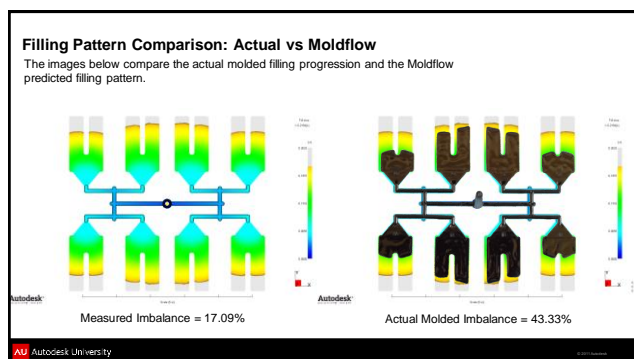 Filling Pattern Comparison: Actual vs Moldflow
The images below compare the actual molded filling progression and the Moldflow
predicted filling pattern.
Autodesk
Autodesk
Measured Imbalance = 17.09%
Actual Molded Imbalance = 43.33%
AU Autodesk University